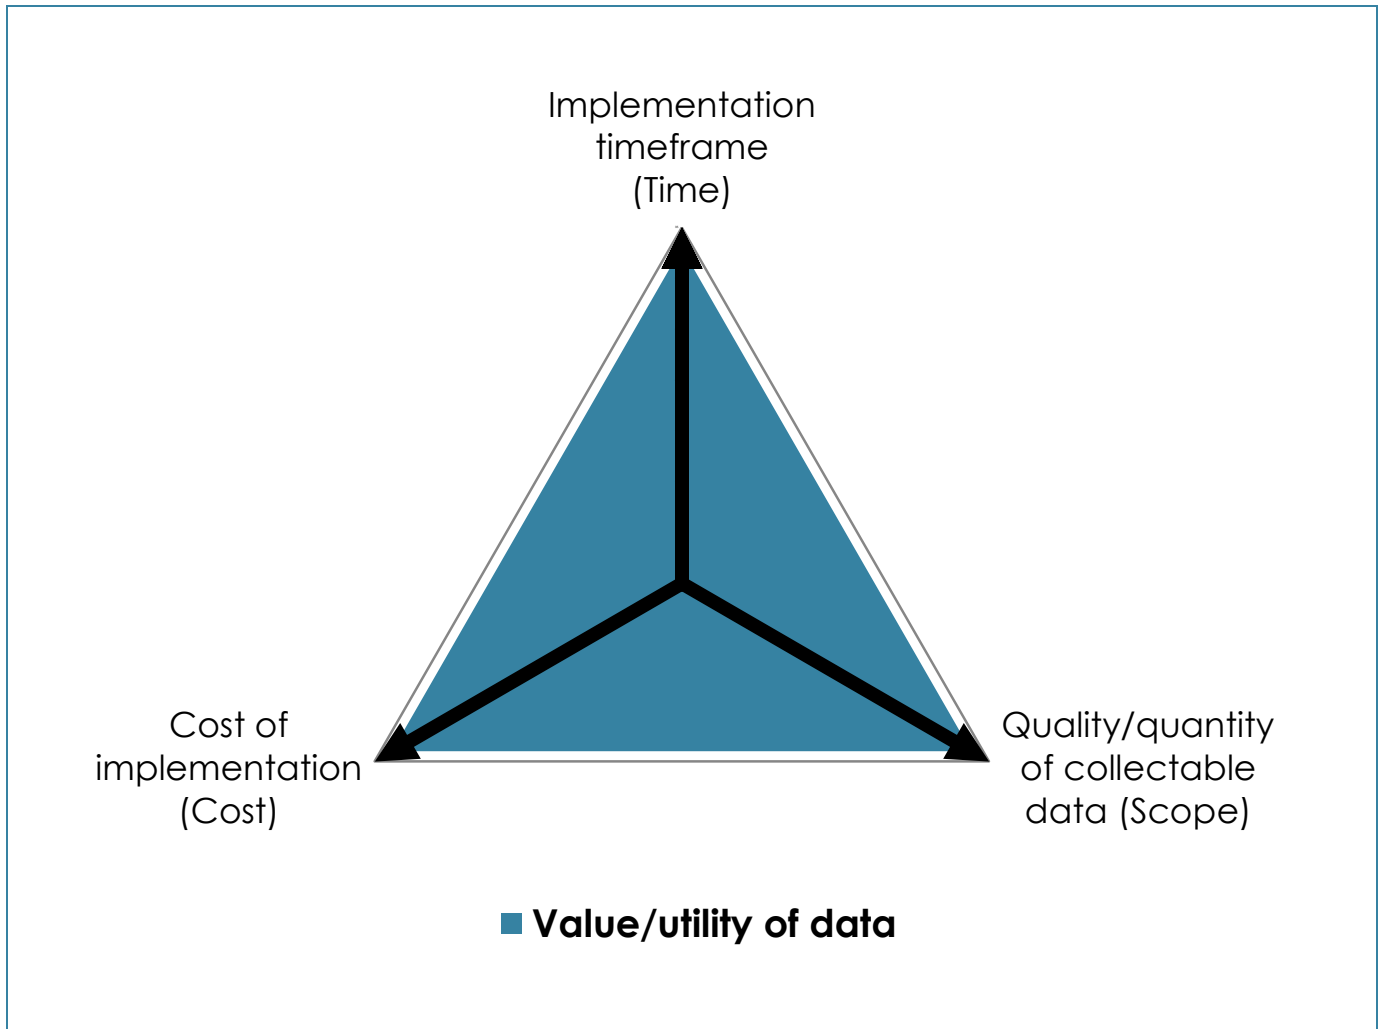 Implementation
timeframe
(Time)
Cost of
implementation
(Cost)
Quality/quantity
of collectable
data (Scope)
Value/utility of data